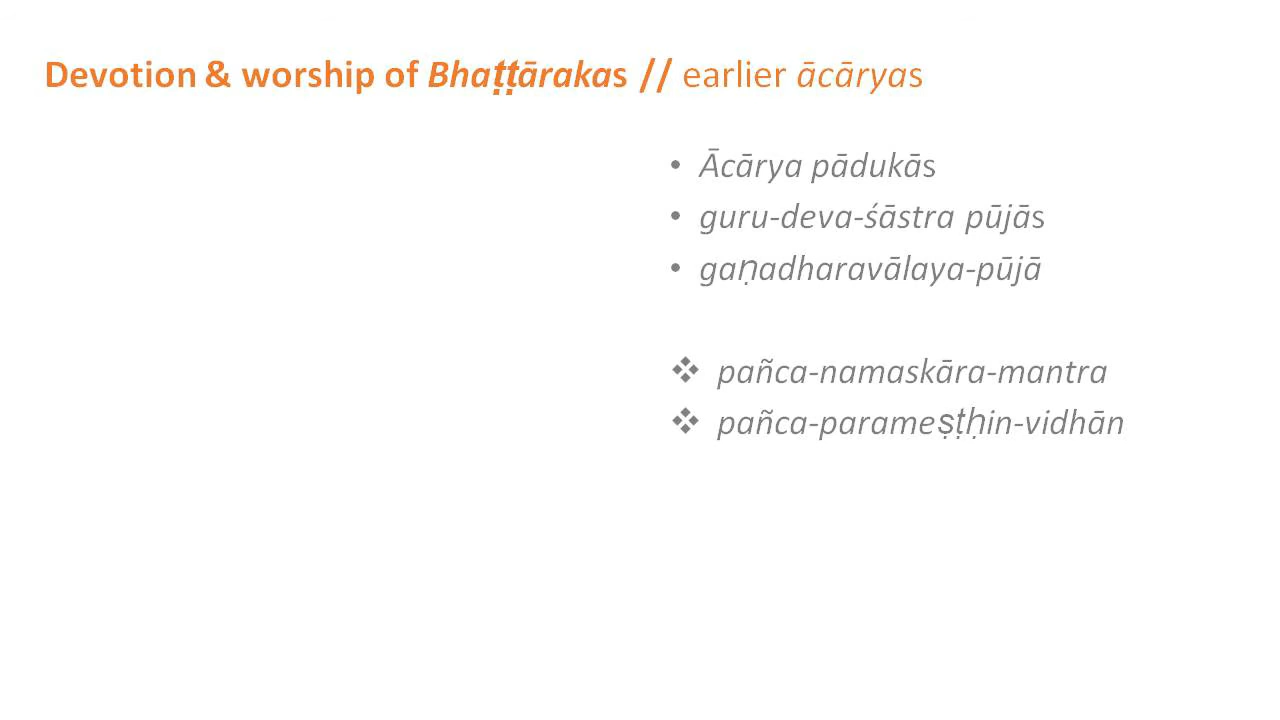 Devotion & worship of Bhaṭṭārakas // earlier ācāryas
• Ācārya pādukās
• guru-deva-śāstra pūjās
• gaṇadharavālaya-pūjā
❖ pañca-namaskāra-mantra
❖ pañca-parameṣṭḥin-vidhān